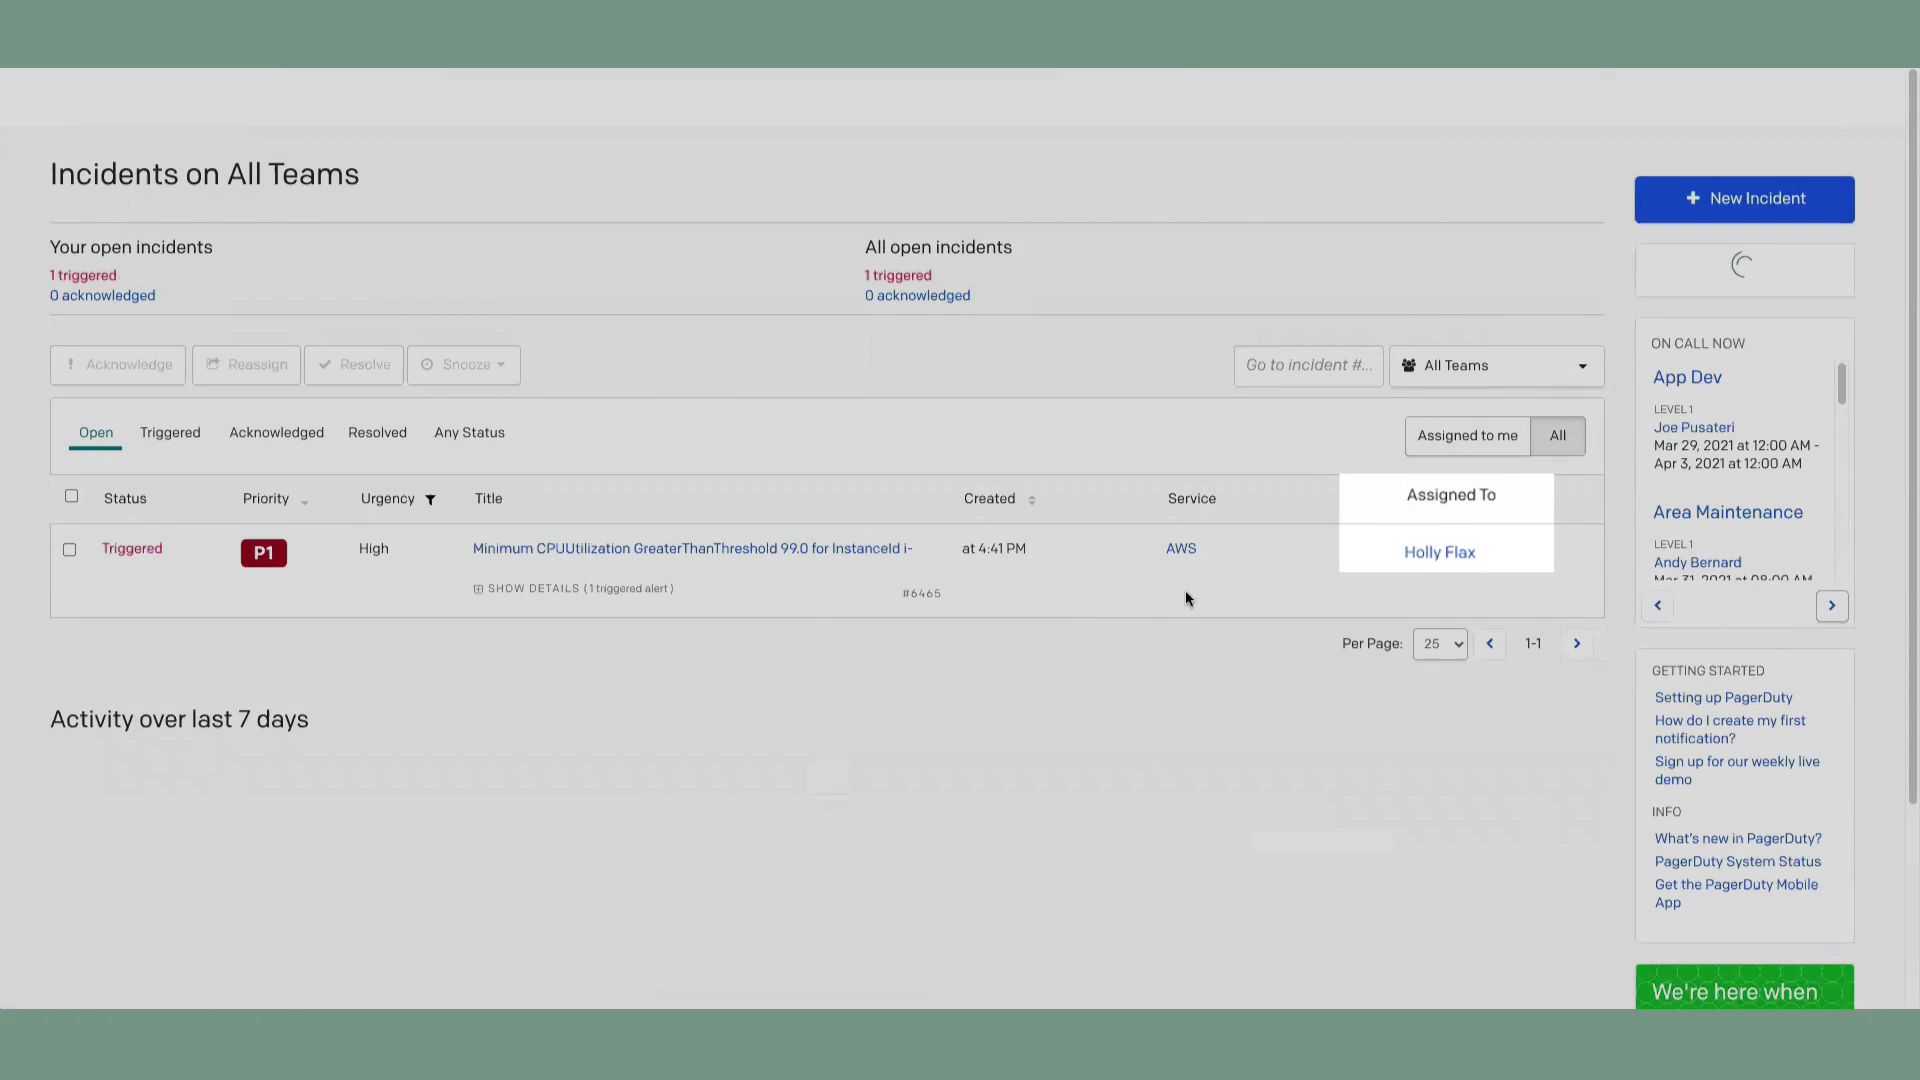 Incidents on All Teams
+ New Incident
Your open incidents
1 triggered
0 acknowledged
All open incidents
1 triggered
0 acknowledged
Acknowledge
Reassign
Resolve
Snooze
Go to incident #...
All Teams
Open
Triggered
Acknowledged
Resolved
Any Status
Assigned to me
All
Status
Priority
Urgency
Title
Created
Service
Assigned To
Triggered
P1
High
Minimum CPUUtilization GreaterThanThreshold 99.0 for InstanceId i-
at 4:41 PM
AWS
Holly Flax
SHOW DETAILS (1 triggered alert)
#6465
Per Page:
25
1-1
Activity over last 7 days
ON CALL NOW
App Dev
LEVEL 1
Joe Pusateri
Mar 29, 2021 at 12:00 AM -
Apr 3, 2021 at 12:00 AM
Area Maintenance
LEVEL 1
Andy Bernard
Mar 31, 2021 at 08:00 AM
GETTING STARTED
Setting up PagerDuty
How do I create my first
notification?
Sign up for our weekly live
demo
INFO
What's new in PagerDuty?
PagerDuty System Status
Get the PagerDuty Mobile
App
We're here when